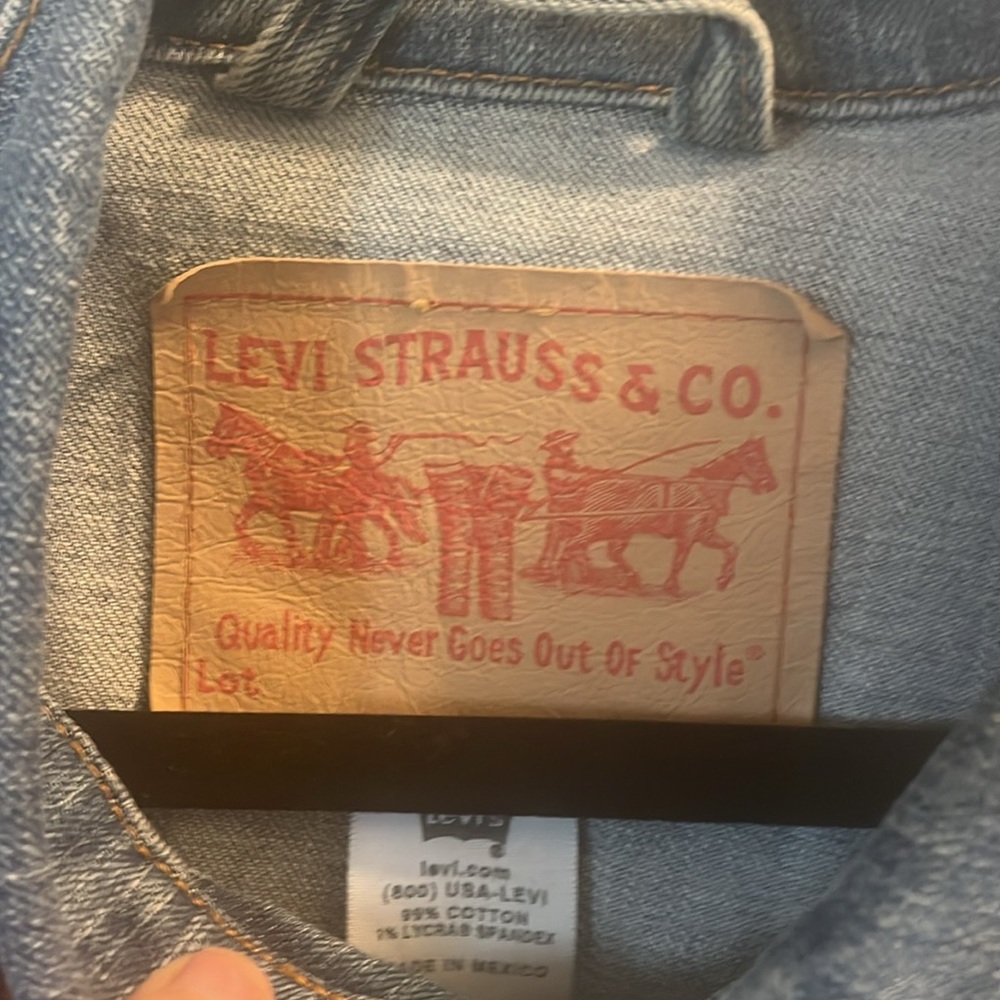 LEVI STRAUSS & CO.
Quality Never Goes Out Of Style®
Lot
LEVI'S
®
levi.com
(800) USA-LEVI
99% COTTON
1% LYCRA® SPANDEX
MADE IN MEXICO